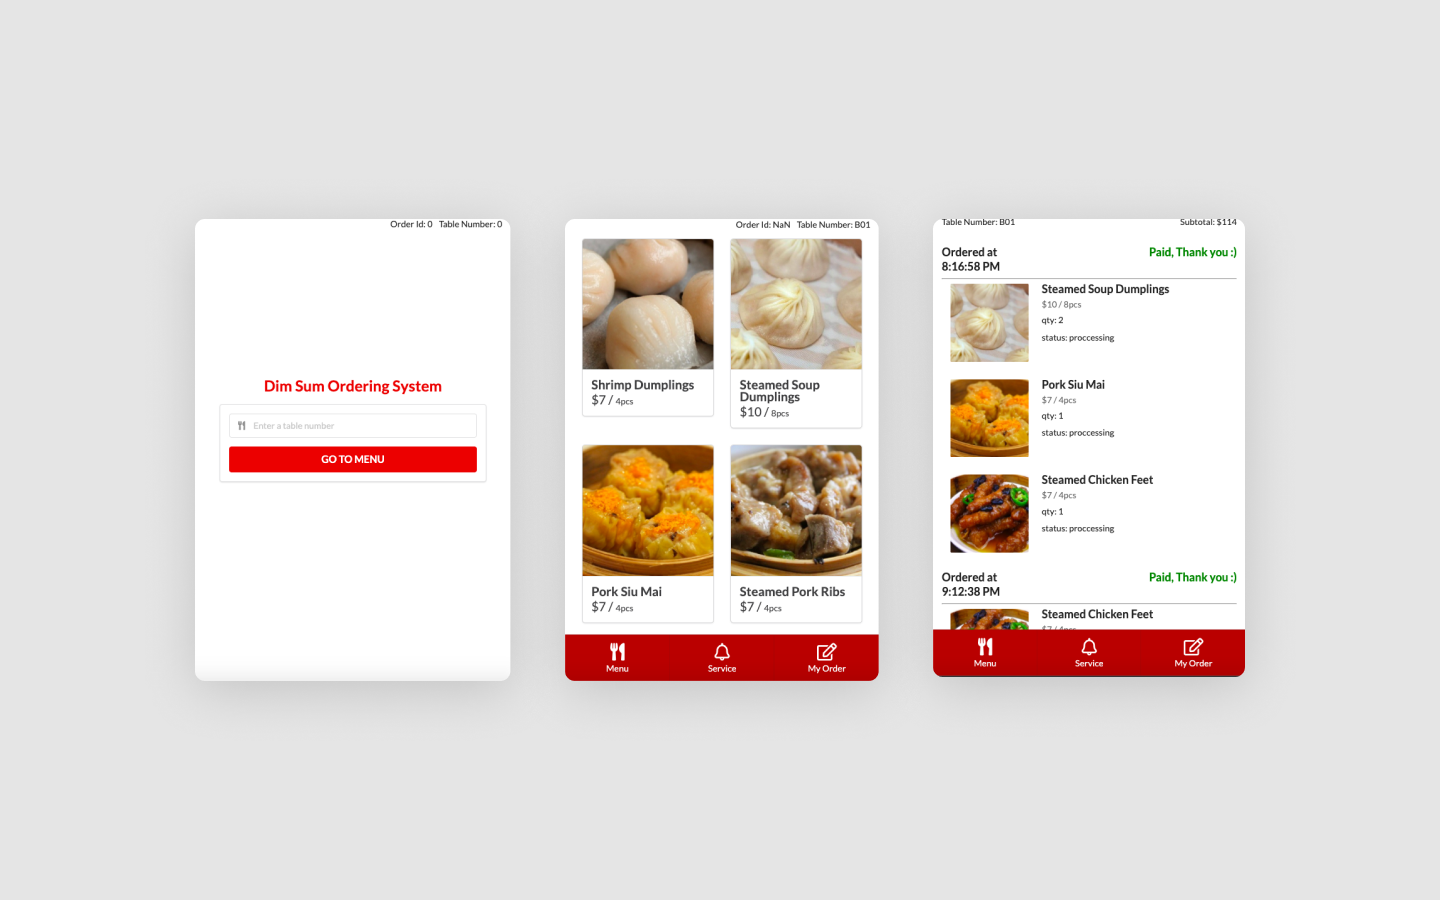 Order Id: 0 Table Number: 0
Dim Sum Ordering System
Enter a table number
GO TO MENU
Order Id: NaN Table Number: B01
Shrimp Dumplings
$7 / 4pcs
Steamed Soup
Dumplings
$10 / 8pcs
Pork Siu Mai
$7 / 4pcs
Steamed Pork Ribs
$7 / 4pcs
Menu
Service
My Order
Table Number: B01
Subtotal: $114
Ordered at
8:16:58 PM
Paid, Thank you :)
Steamed Soup Dumplings
$10 / 8pcs
qty: 2
status: proccessing
Pork Siu Mai
$7 / 4pcs
qty: 1
status: proccessing
Steamed Chicken Feet
$7 / 4pcs
qty: 1
status: proccessing
Ordered at
9:12:38 PM
Paid, Thank you :)
Steamed Chicken Feet
$7 / 4pcs
Menu
Service
My Order